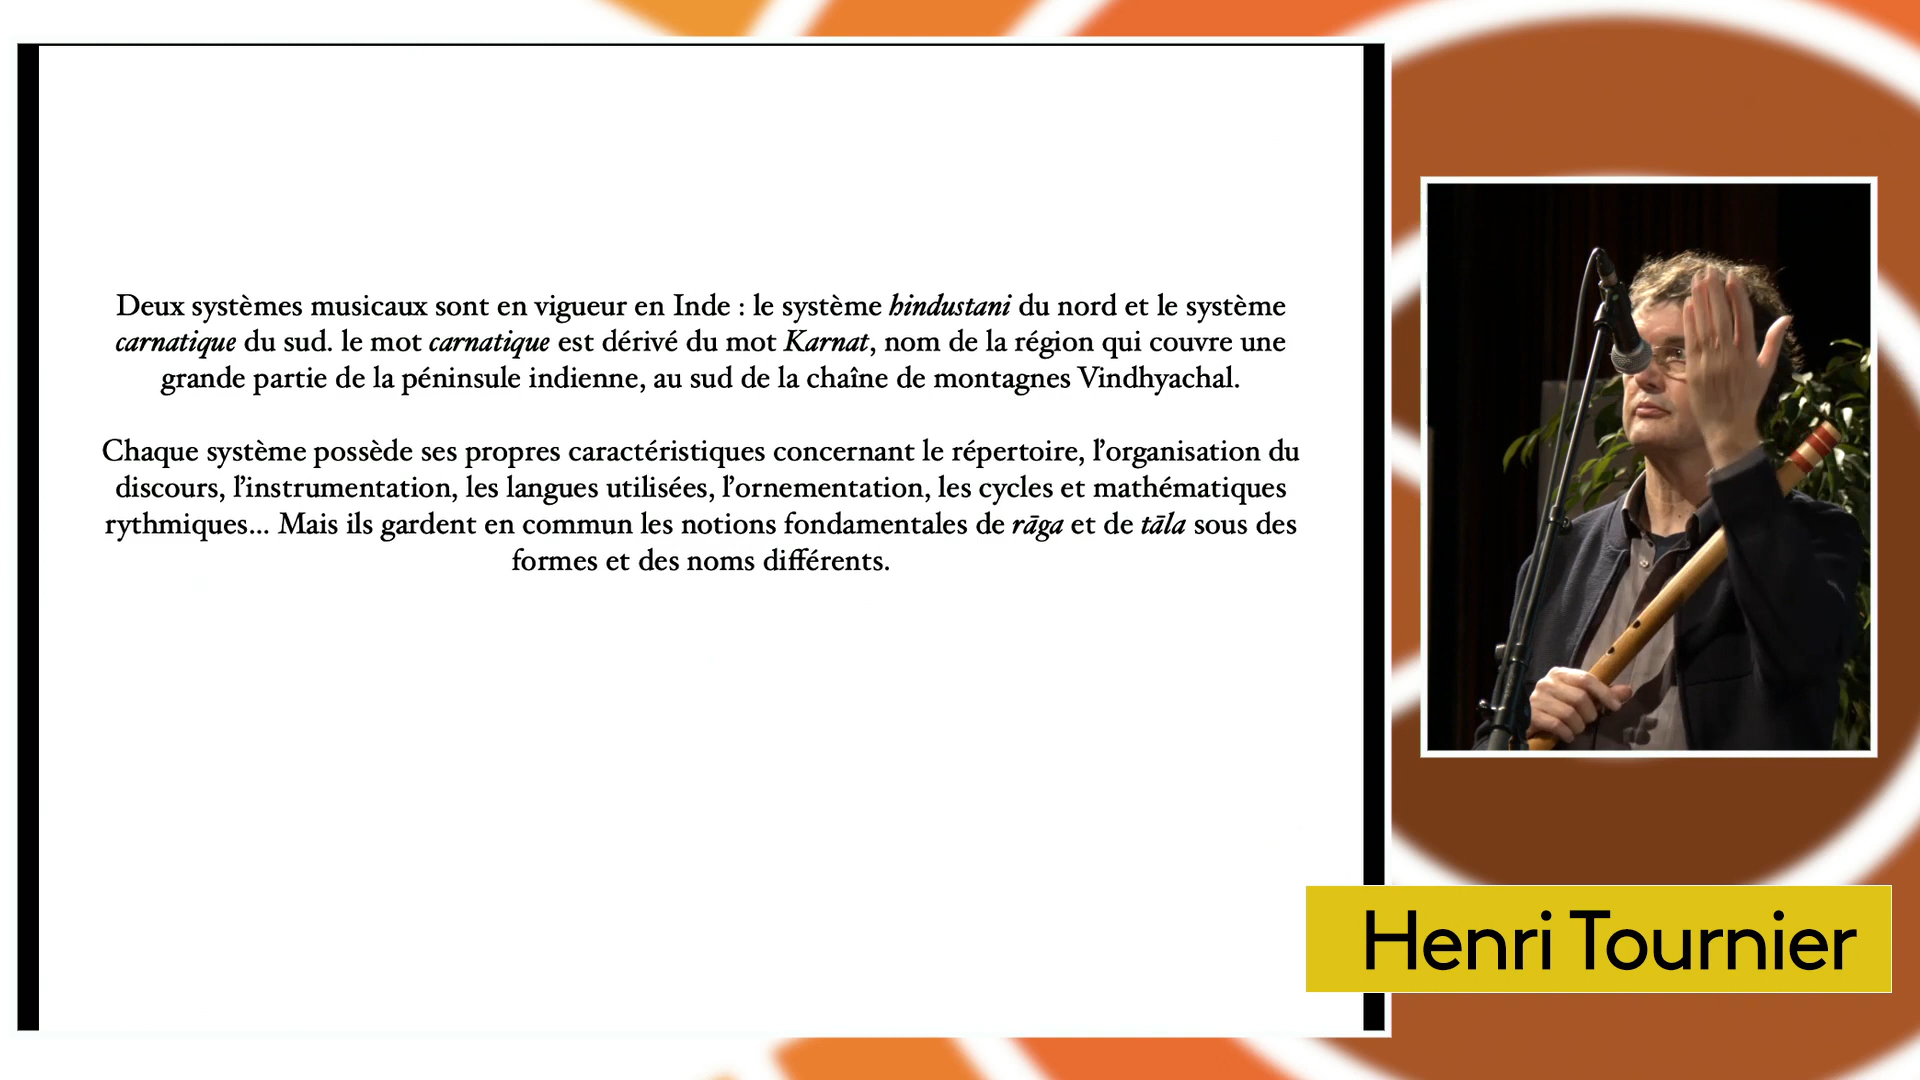 Deux systèmes musicaux sont en vigueur en Inde : le système hindustani du nord et le système
carnatique du sud. le mot carnatique est dérivé du mot Karnat, nom de la région qui couvre une
grande partie de la péninsule indienne, au sud de la chaîne de montagnes Vindhyachal.
Chaque système possède ses propres caractéristiques concernant le répertoire, l’organisation du
discours, l’instrumentation, les langues utilisées, l’ornementation, les cycles et mathématiques
rythmiques... Mais ils gardent en commun les notions fondamentales de rāga et de tāla sous des
formes et des noms différents.
Henri Tournier